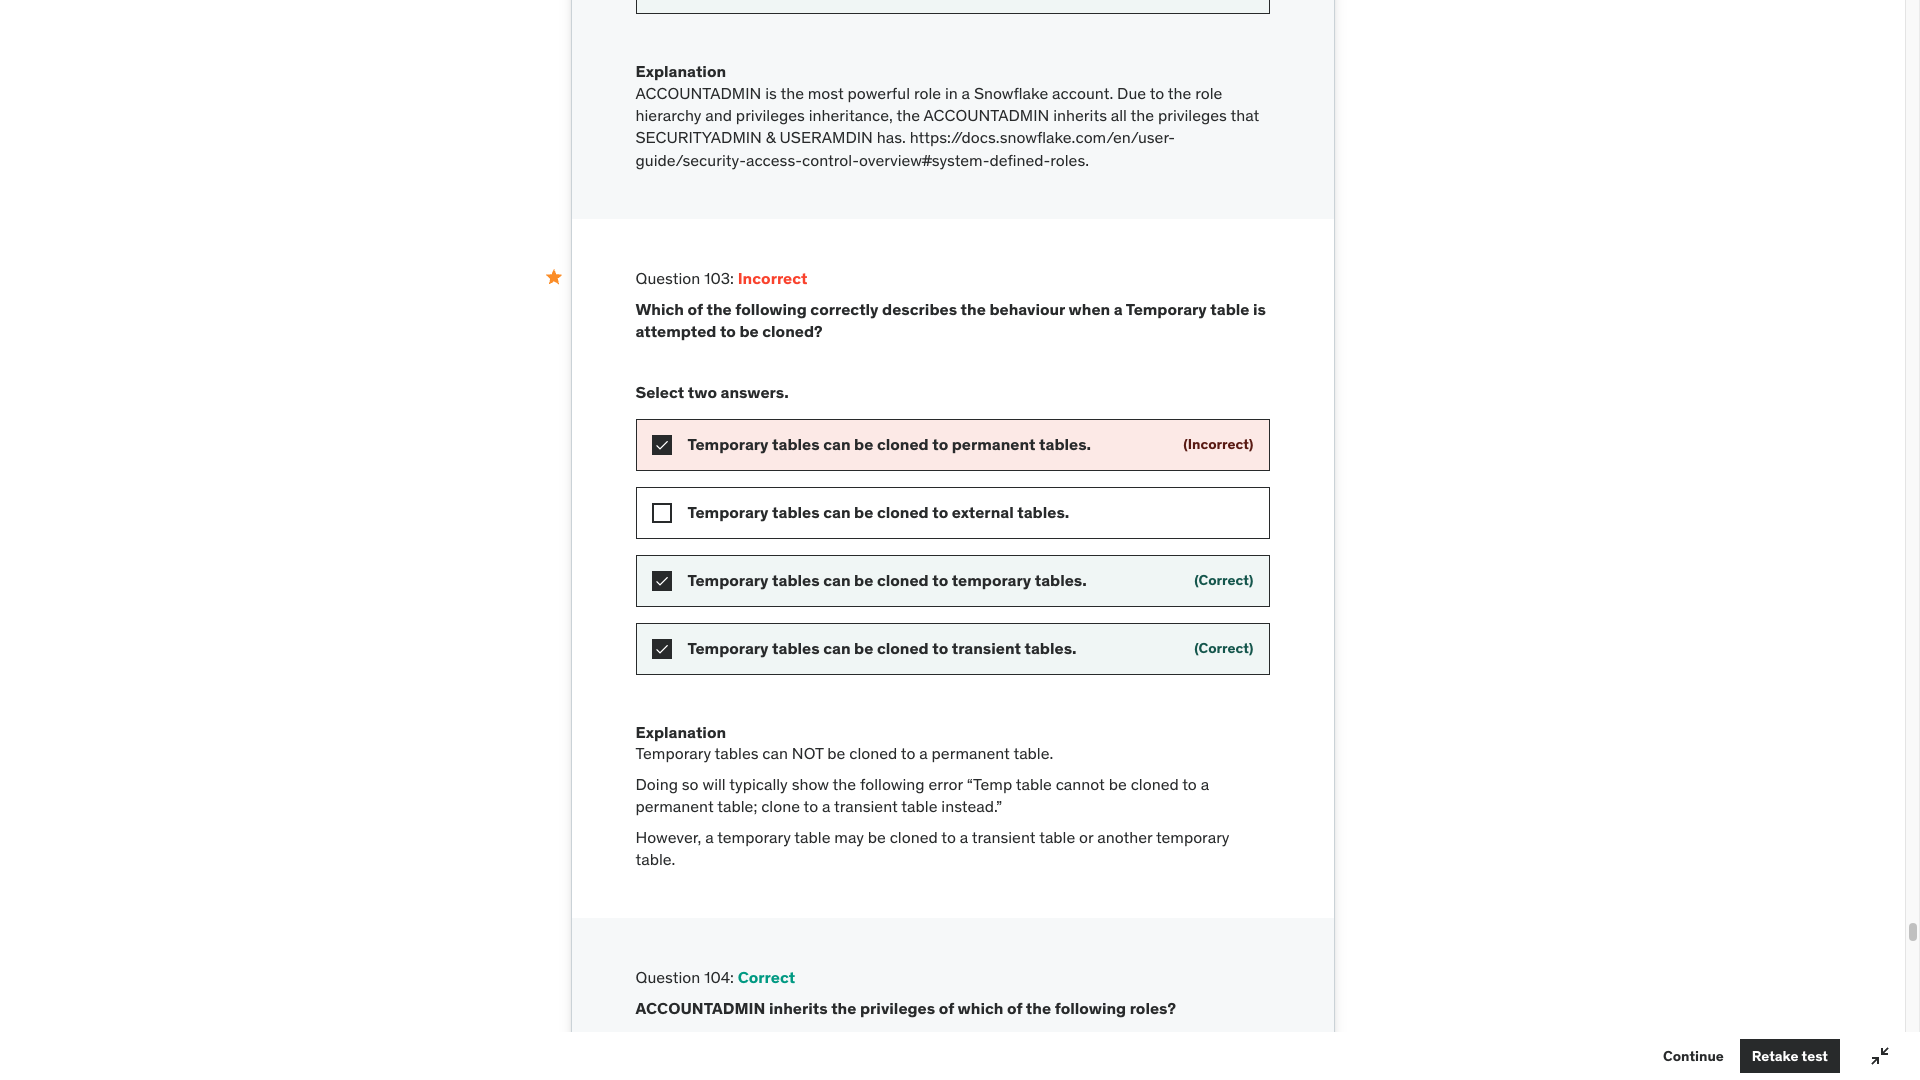 Explanation
ACCOUNTADMIN is the most powerful role in a Snowflake account. Due to the role
hierarchy and privileges inheritance, the ACCOUNTADMIN inherits all the privileges that
SECURITYADMIN & USERAMDIN has. https://docs.snowflake.com/en/user-
guide/security-access-control-overview#system-defined-roles.
Question 103: Incorrect
Which of the following correctly describes the behaviour when a Temporary table is
attempted to be cloned?
Select two answers.
Temporary tables can be cloned to permanent tables. (Incorrect)
Temporary tables can be cloned to external tables.
Temporary tables can be cloned to temporary tables. (Correct)
Temporary tables can be cloned to transient tables. (Correct)
Explanation
Temporary tables can NOT be cloned to a permanent table.
Doing so will typically show the following error “Temp table cannot be cloned to a
permanent table; clone to a transient table instead.”
However, a temporary table may be cloned to a transient table or another temporary
table.
Question 104: Correct
ACCOUNTADMIN inherits the privileges of which of the following roles?
Continue Retake test